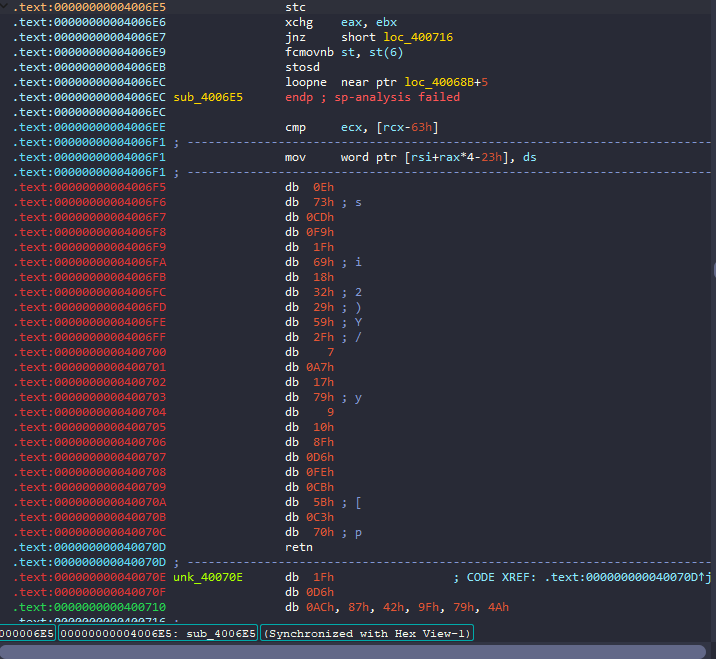 .text:00000000004006E5                 stc
.text:00000000004006E6                 xchg    eax, ebx
.text:00000000004006E7                 jnz     short loc_400716
.text:00000000004006E9                 fcmovnb st, st(6)
.text:00000000004006EB                 stosd
.text:00000000004006EC                 loopne  near ptr loc_40068B+5
.text:00000000004006EC sub_4006E5      endp ; sp-analysis failed
.text:00000000004006EC
.text:00000000004006EE                 cmp     ecx, [rcx-63h]
.text:00000000004006F1 ; ---------------------------------------------------------------------------
.text:00000000004006F1                 mov     word ptr [rsi+rax*4-23h], ds
.text:00000000004006F1 ; ---------------------------------------------------------------------------
.text:00000000004006F5                 db  0Eh
.text:00000000004006F6                 db  73h ; s
.text:00000000004006F7                 db 0CDh
.text:00000000004006F8                 db 0F9h
.text:00000000004006F9                 db  1Fh
.text:00000000004006FA                 db  69h ; i
.text:00000000004006FB                 db  18h
.text:00000000004006FC                 db  32h ; 2
.text:00000000004006FD                 db  29h ; )
.text:00000000004006FE                 db  59h ; Y
.text:00000000004006FF                 db  2Fh ; /
.text:0000000000400700                 db    7
.text:0000000000400701                 db 0A7h
.text:0000000000400702                 db  17h
.text:0000000000400703                 db  79h ; y
.text:0000000000400704                 db    9
.text:0000000000400705                 db  10h
.text:0000000000400706                 db  8Fh
.text:0000000000400707                 db 0D6h
.text:0000000000400708                 db 0FEh
.text:0000000000400709                 db 0CBh
.text:000000000040070A                 db  5Bh ; [
.text:000000000040070B                 db 0C3h
.text:000000000040070C                 db  70h ; p
.text:000000000040070D                 retn
.text:000000000040070D ; ---------------------------------------------------------------------------
.text:000000000040070E unk_40070E      db  1Fh                 ; CODE XREF: .text:000000000040070D↑j
.text:000000000040070F                 db 0D6h
.text:0000000000400710                 db 0ACh, 87h, 42h, 9Fh, 79h, 4Ah
.text:0000000000400716 ;
000006E5 00000000004006E5: sub_4006E5 (Synchronized with Hex View-1)